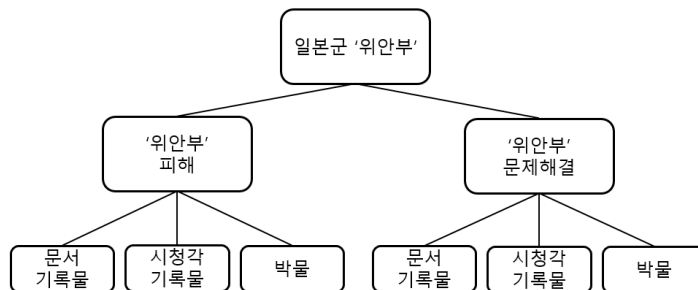 일본군 ‘위안부’
‘위안부’
피해
‘위안부’
문제해결
문서
기록물
시청각
기록물
박물
문서
기록물
시청각
기록물
박물